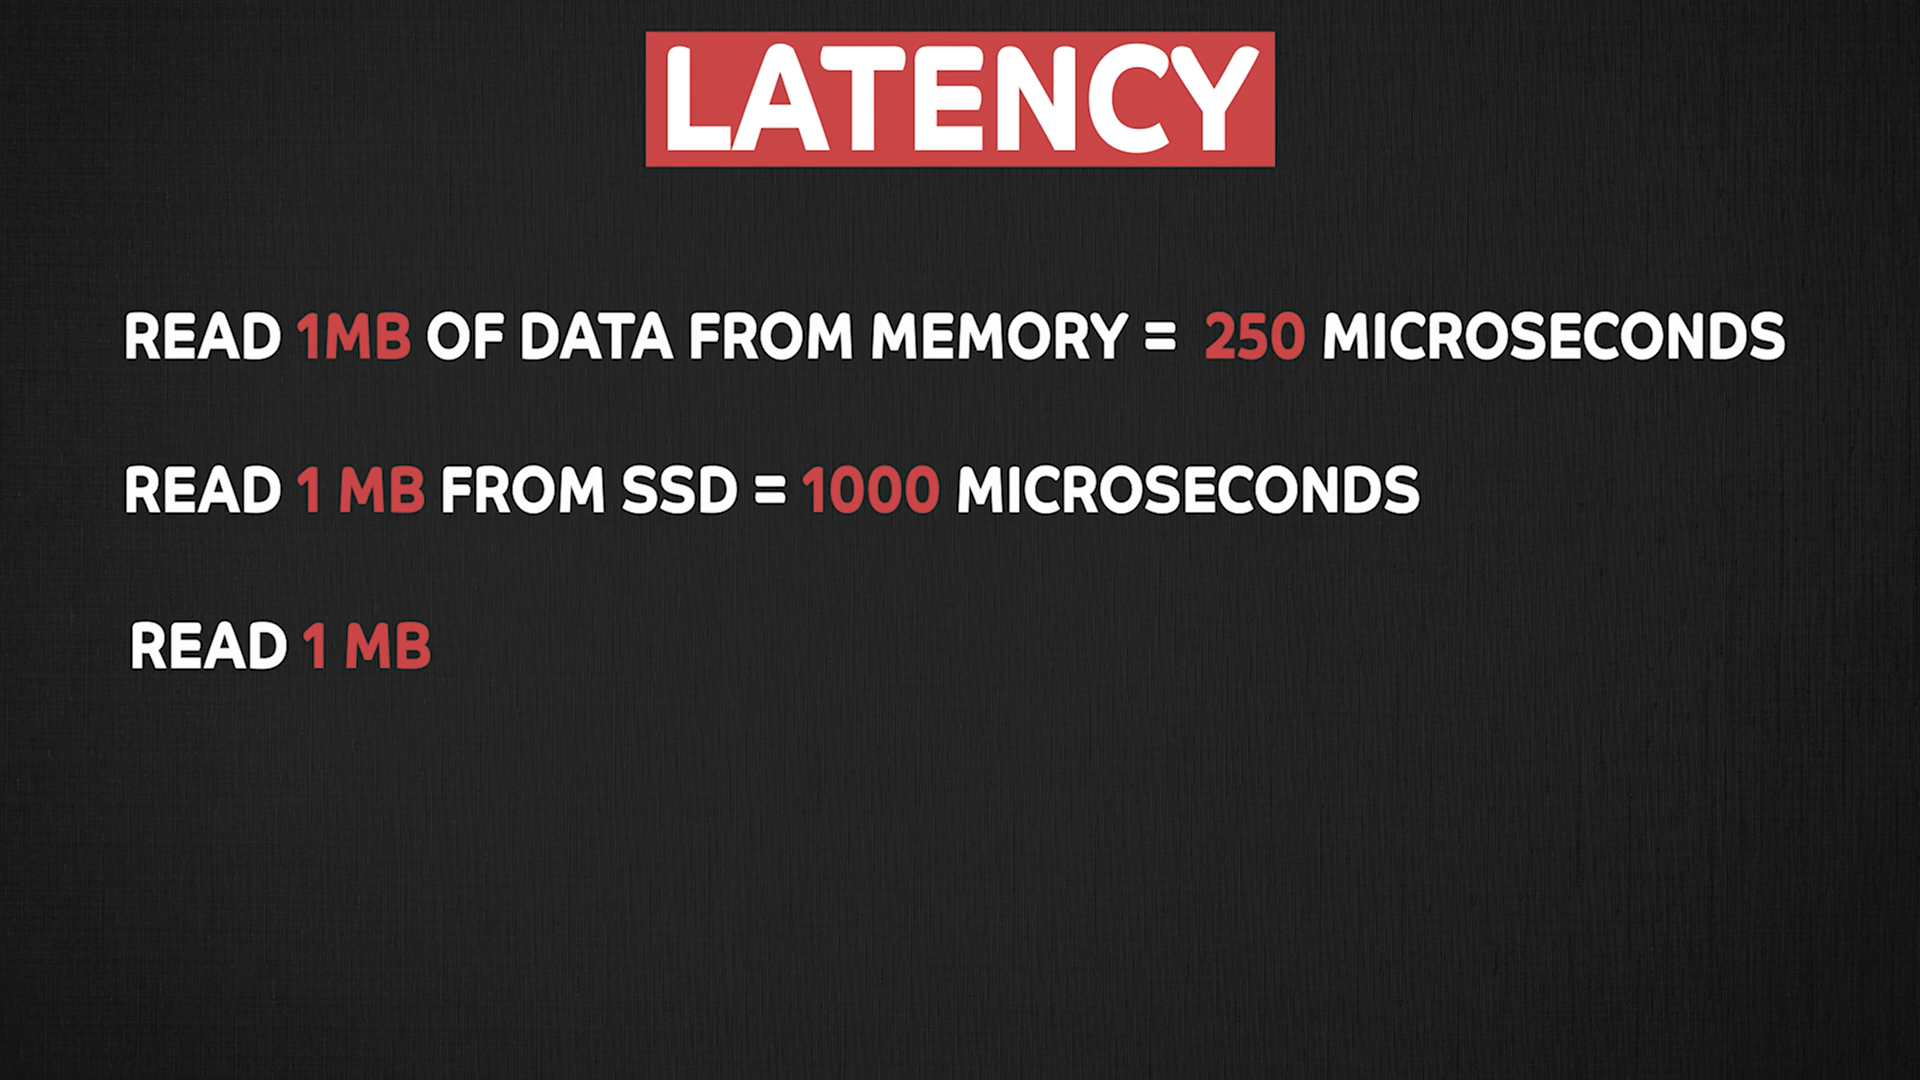 LATENCY
READ 1MB OF DATA FROM MEMORY = 250 MICROSECONDS
READ 1 MB FROM SSD = 1000 MICROSECONDS
READ 1 MB